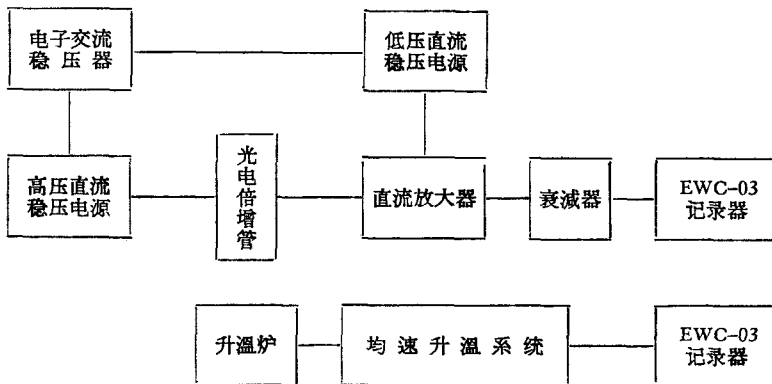 电子交流
稳压器
低压直流
稳压电源
高压直流
稳压电源
光电倍增管
直流放大器
衰减器
EWC-03
记录器
升温炉
均速升温系统
EWC-03
记录器